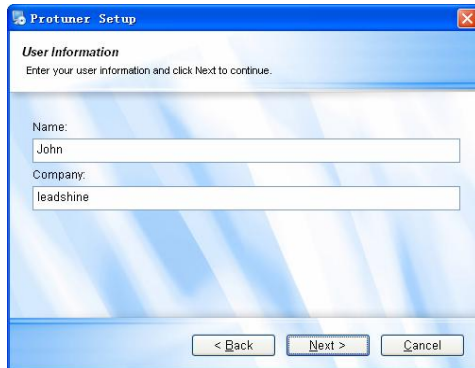 Protuner Setup
User Information
Enter your user information and click Next to continue.
Name:
John
Company:
leadshine
< Back
Next >
Cancel